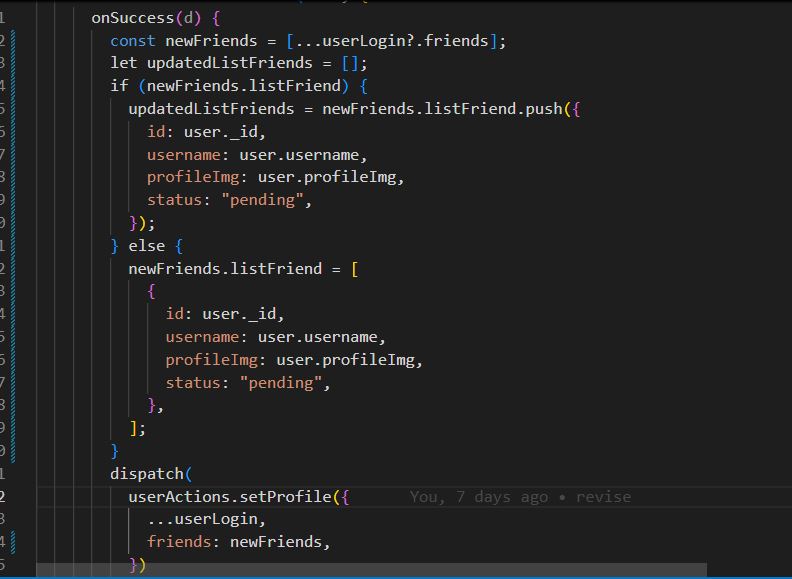 onSuccess(d) {
const newFriends = [...userLogin?.friends];
let updatedListFriends = [];
if (newFriends.listFriend) {
updatedListFriends = newFriends.listFriend.push({
id: user._id,
username: user.username,
profileImg: user.profileImg,
status: "pending",
});
} else {
newFriends.listFriend = [
{
id: user._id,
username: user.username,
profileImg: user.profileImg,
status: "pending",
},
];
}
dispatch(
userActions.setProfile({ You, 7 days ago • revise
...userLogin,
friends: newFriends,
})